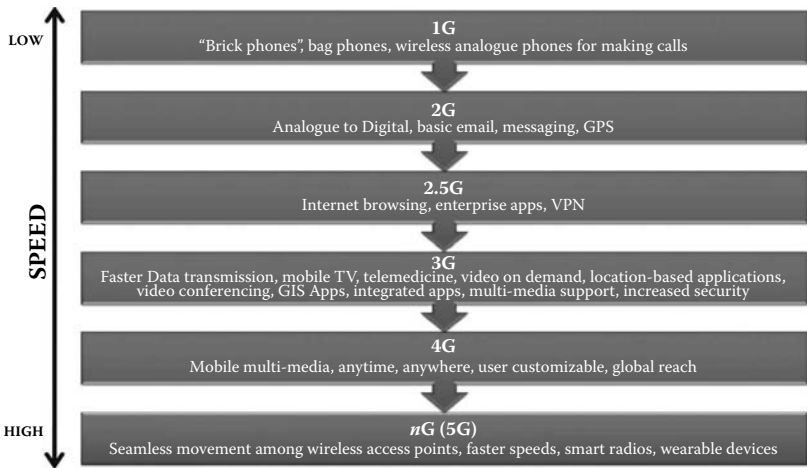 LOW
1G
“Brick phones”, bag phones, wireless analogue phones for making calls
2G
Analogue to Digital, basic email, messaging, GPS
2.5G
Internet browsing, enterprise apps, VPN
SPEED
3G
Faster Data transmission, mobile TV, telemedicine, video on demand, location-based applications,
video conferencing, GIS Apps, integrated apps, multi-media support, increased security
4G
Mobile multi-media, anytime, anywhere, user customizable, global reach
HIGH
nG (5G)
Seamless movement among wireless access points, faster speeds, smart radios, wearable devices